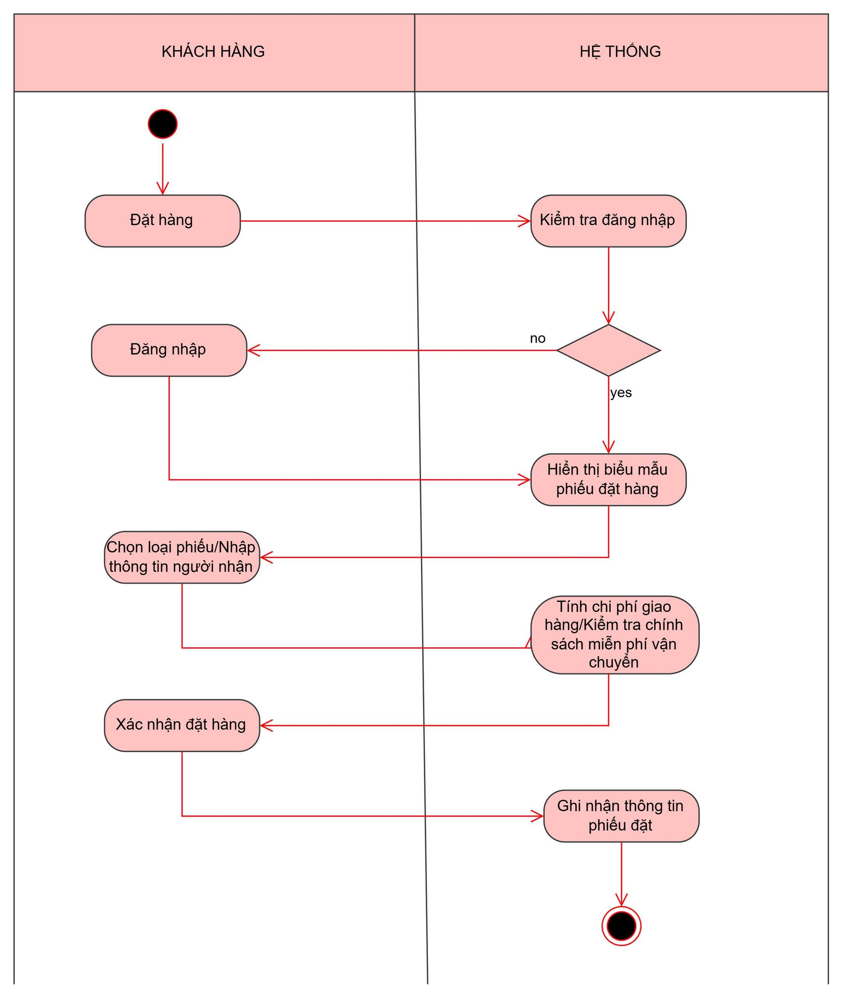 KHÁCH HÀNG
HỆ THỐNG
Đặt hàng
Kiểm tra đăng nhập
Đăng nhập
no
yes
Hiển thị biểu mẫu
phiếu đặt hàng
Chọn loại phiếu/Nhập
thông tin người nhận
Tính chi phí giao
hàng/Kiểm tra chính
sách miễn phí vận
chuyển
Xác nhận đặt hàng
Ghi nhận thông tin
phiếu đặt